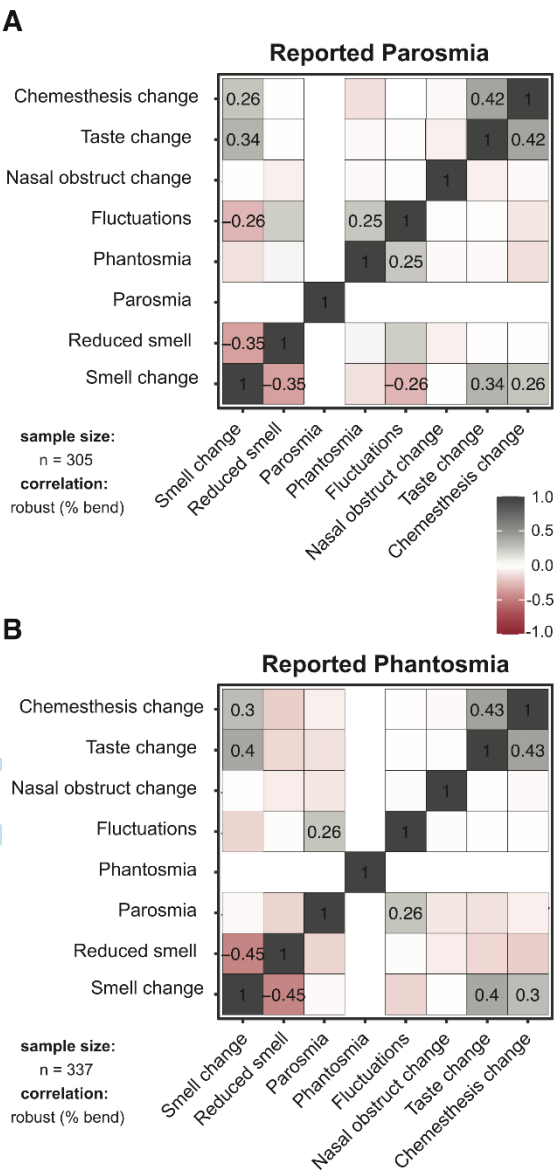 A
Reported Parosmia
Chemesthesis change 0.26 0.42 1
Taste change 0.34 1 0.42
Nasal obstruct change 1
Fluctuations −0.26 0.25 1
Phantosmia 1 0.25
Parosmia 1
Reduced smell −0.35 1
Smell change 1 −0.35 −0.26 0.34 0.26
Smell change
Reduced smell
Parosmia
Phantosmia
Fluctuations
Nasal obstruct change
Taste change
Chemesthesis change
sample size:
n = 305
correlation:
robust (% bend)
1.0
0.5
0.0
-0.5
-1.0
B
Reported Phantosmia
Chemesthesis change 0.3 0.43 1
Taste change 0.4 1 0.43
Nasal obstruct change 1
Fluctuations 0.26 1
Phantosmia 1
Parosmia 1 0.26
Reduced smell −0.45 1
Smell change 1 −0.45 0.4 0.3
Smell change
Reduced smell
Parosmia
Phantosmia
Fluctuations
Nasal obstruct change
Taste change
Chemesthesis change
sample size:
n = 337
correlation:
robust (% bend)